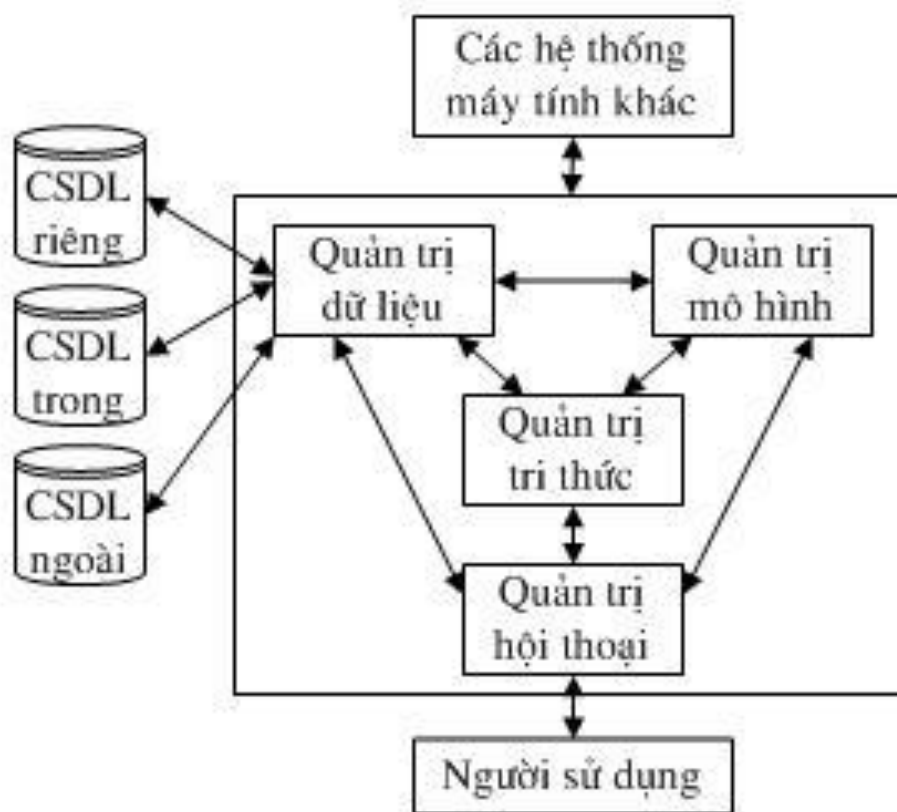 Các hệ thống
máy tính khác
CSDL
riêng
CSDL
trong
CSDL
ngoài
Quản trị
dữ liệu
Quản trị
mô hình
Quản trị
tri thức
Quản trị
hội thoại
Người sử dụng